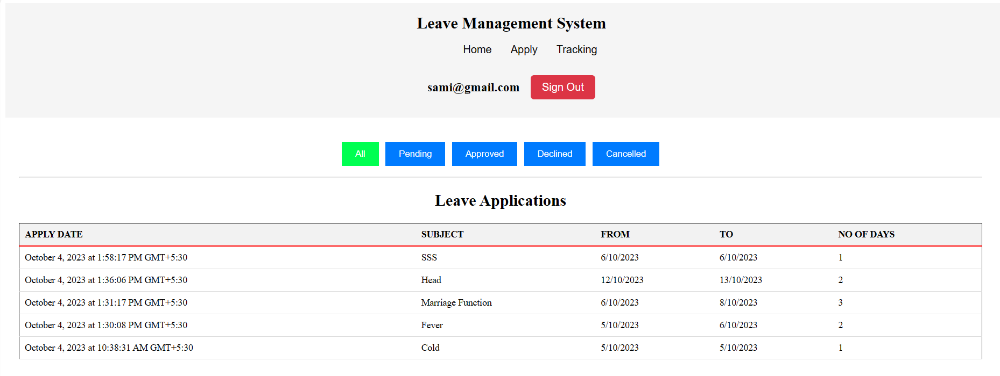 Leave Management System
Home Apply Tracking
sami@gmail.com Sign Out
All Pending Approved Declined Cancelled
Leave Applications
APPLY DATE SUBJECT FROM TO NO OF DAYS
October 4, 2023 at 1:58:17 PM GMT+5:30 SSS 6/10/2023 6/10/2023 1
October 4, 2023 at 1:36:06 PM GMT+5:30 Head 12/10/2023 13/10/2023 2
October 4, 2023 at 1:31:17 PM GMT+5:30 Marriage Function 6/10/2023 8/10/2023 3
October 4, 2023 at 1:30:08 PM GMT+5:30 Fever 5/10/2023 6/10/2023 2
October 4, 2023 at 10:38:31 AM GMT+5:30 Cold 5/10/2023 5/10/2023 1